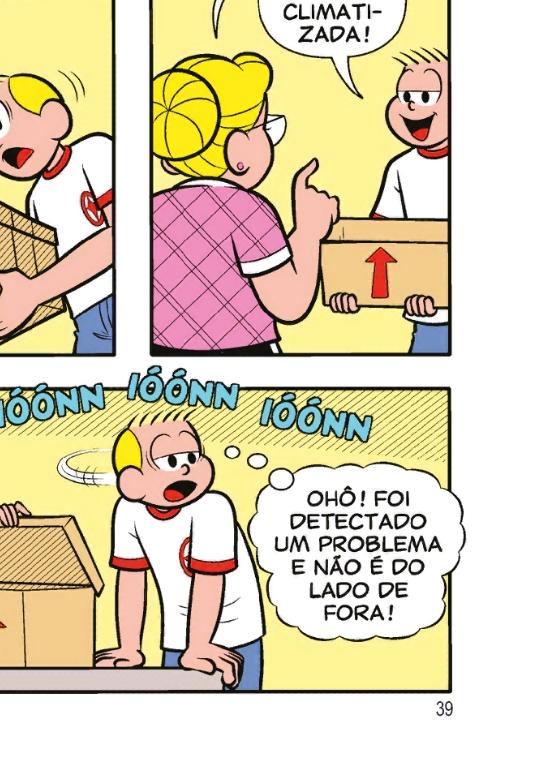 CLIMATI-
ZADA!
IÓÓNN IÓÓNN IÓÓNN
OHÔ! FOI
DETECTADO
UM PROBLEMA
E NÃO É DO
LADO DE
FORA!
39